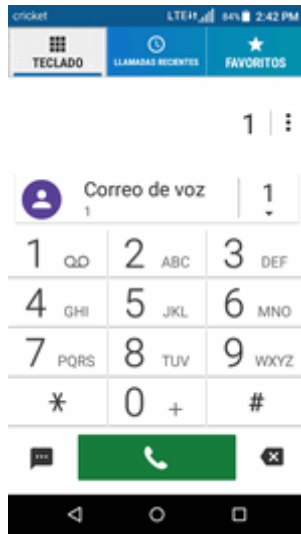 cricket LTE 84% 2:42 PM
TECLADO LLAMADAS RECIENTES FAVORITOS
1
Correo de voz 1
1
1 2 ABC 3 DEF
4 GHI 5 JKL 6 MNO
7 PQRS 8 TUV 9 WXYZ
* 0 + #